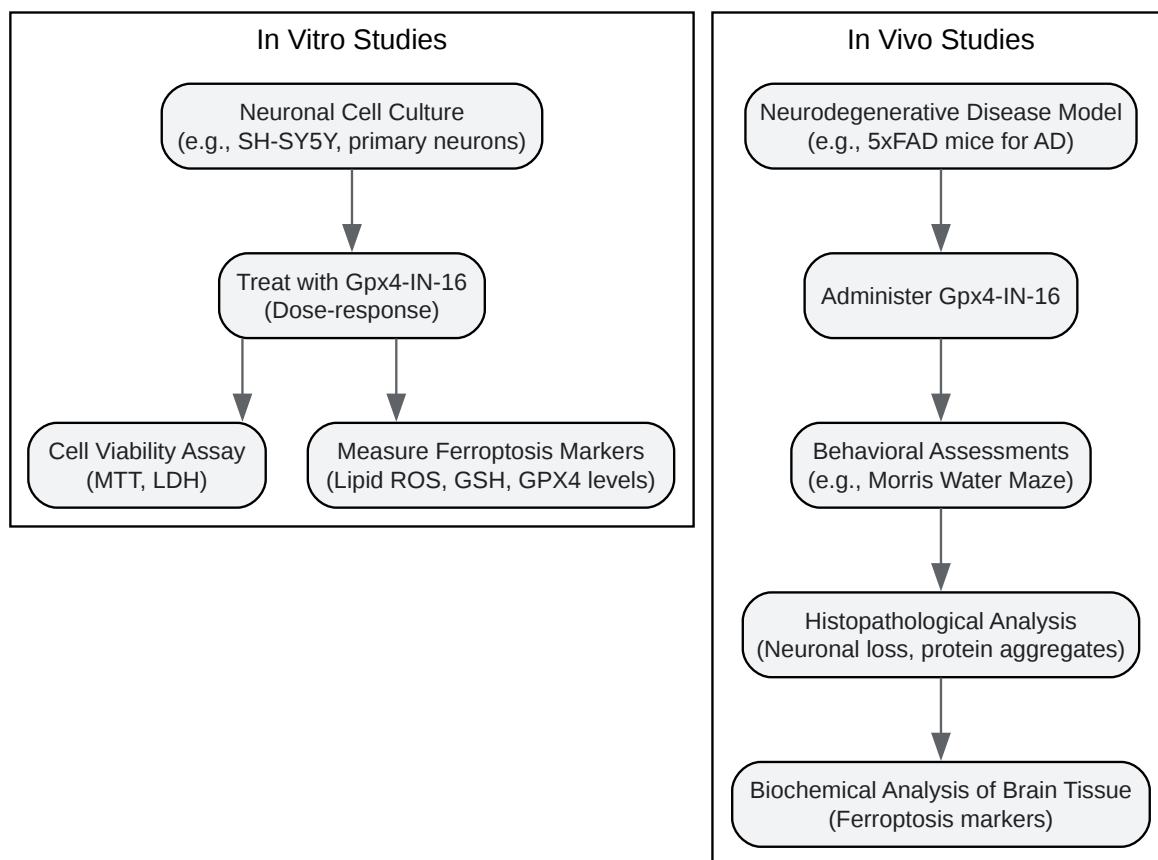 In Vitro Studies
Neuronal Cell Culture
(e.g., SH-SY5Y, primary neurons)
Treat with Gpx4-IN-16
(Dose-response)
Cell Viability Assay
(MTT, LDH)
Measure Ferroptosis Markers
(Lipid ROS, GSH, GPX4 levels)
In Vivo Studies
Neurodegenerative Disease Model
(e.g., 5xFAD mice for AD)
Administer Gpx4-IN-16
Behavioral Assessments
(e.g., Morris Water Maze)
Histopathological Analysis
(Neuronal loss, protein aggregates)
Biochemical Analysis of Brain Tissue
(Ferroptosis markers)